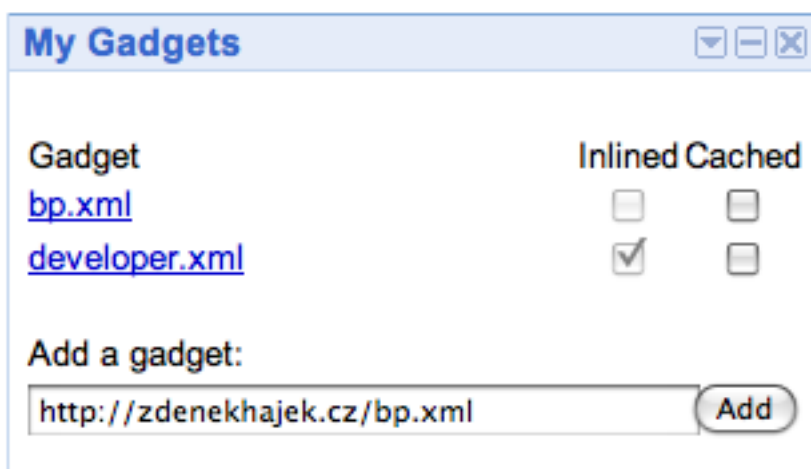 My Gadgets
Gadget Inlined Cached
bp.xml
developer.xml
Add a gadget:
http://zdenekhajek.cz/bp.xml Add